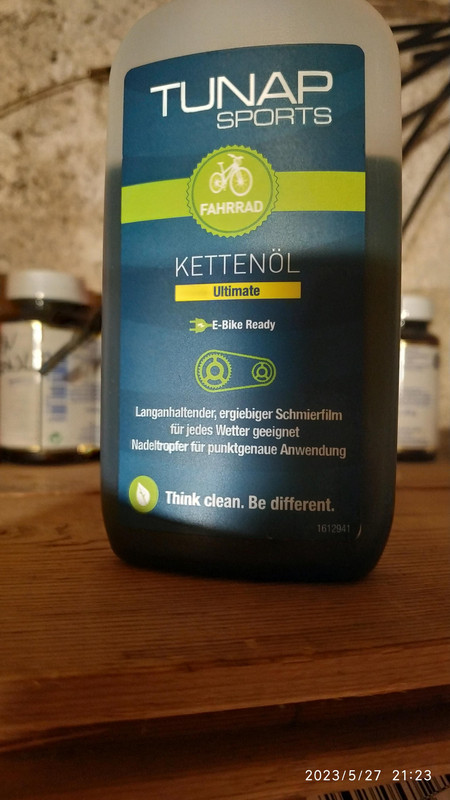 TUNAP
SPORTS
FAHRRAD
KETTENÖL
Ultimate
E-Bike Ready
Langanhaltender, ergiebiger Schmierfilm
für jedes Wetter geeignet
Nadeltropfer für punktgenaue Anwendung
Think clean. Be different.
1612941
2023/5/27 21:23